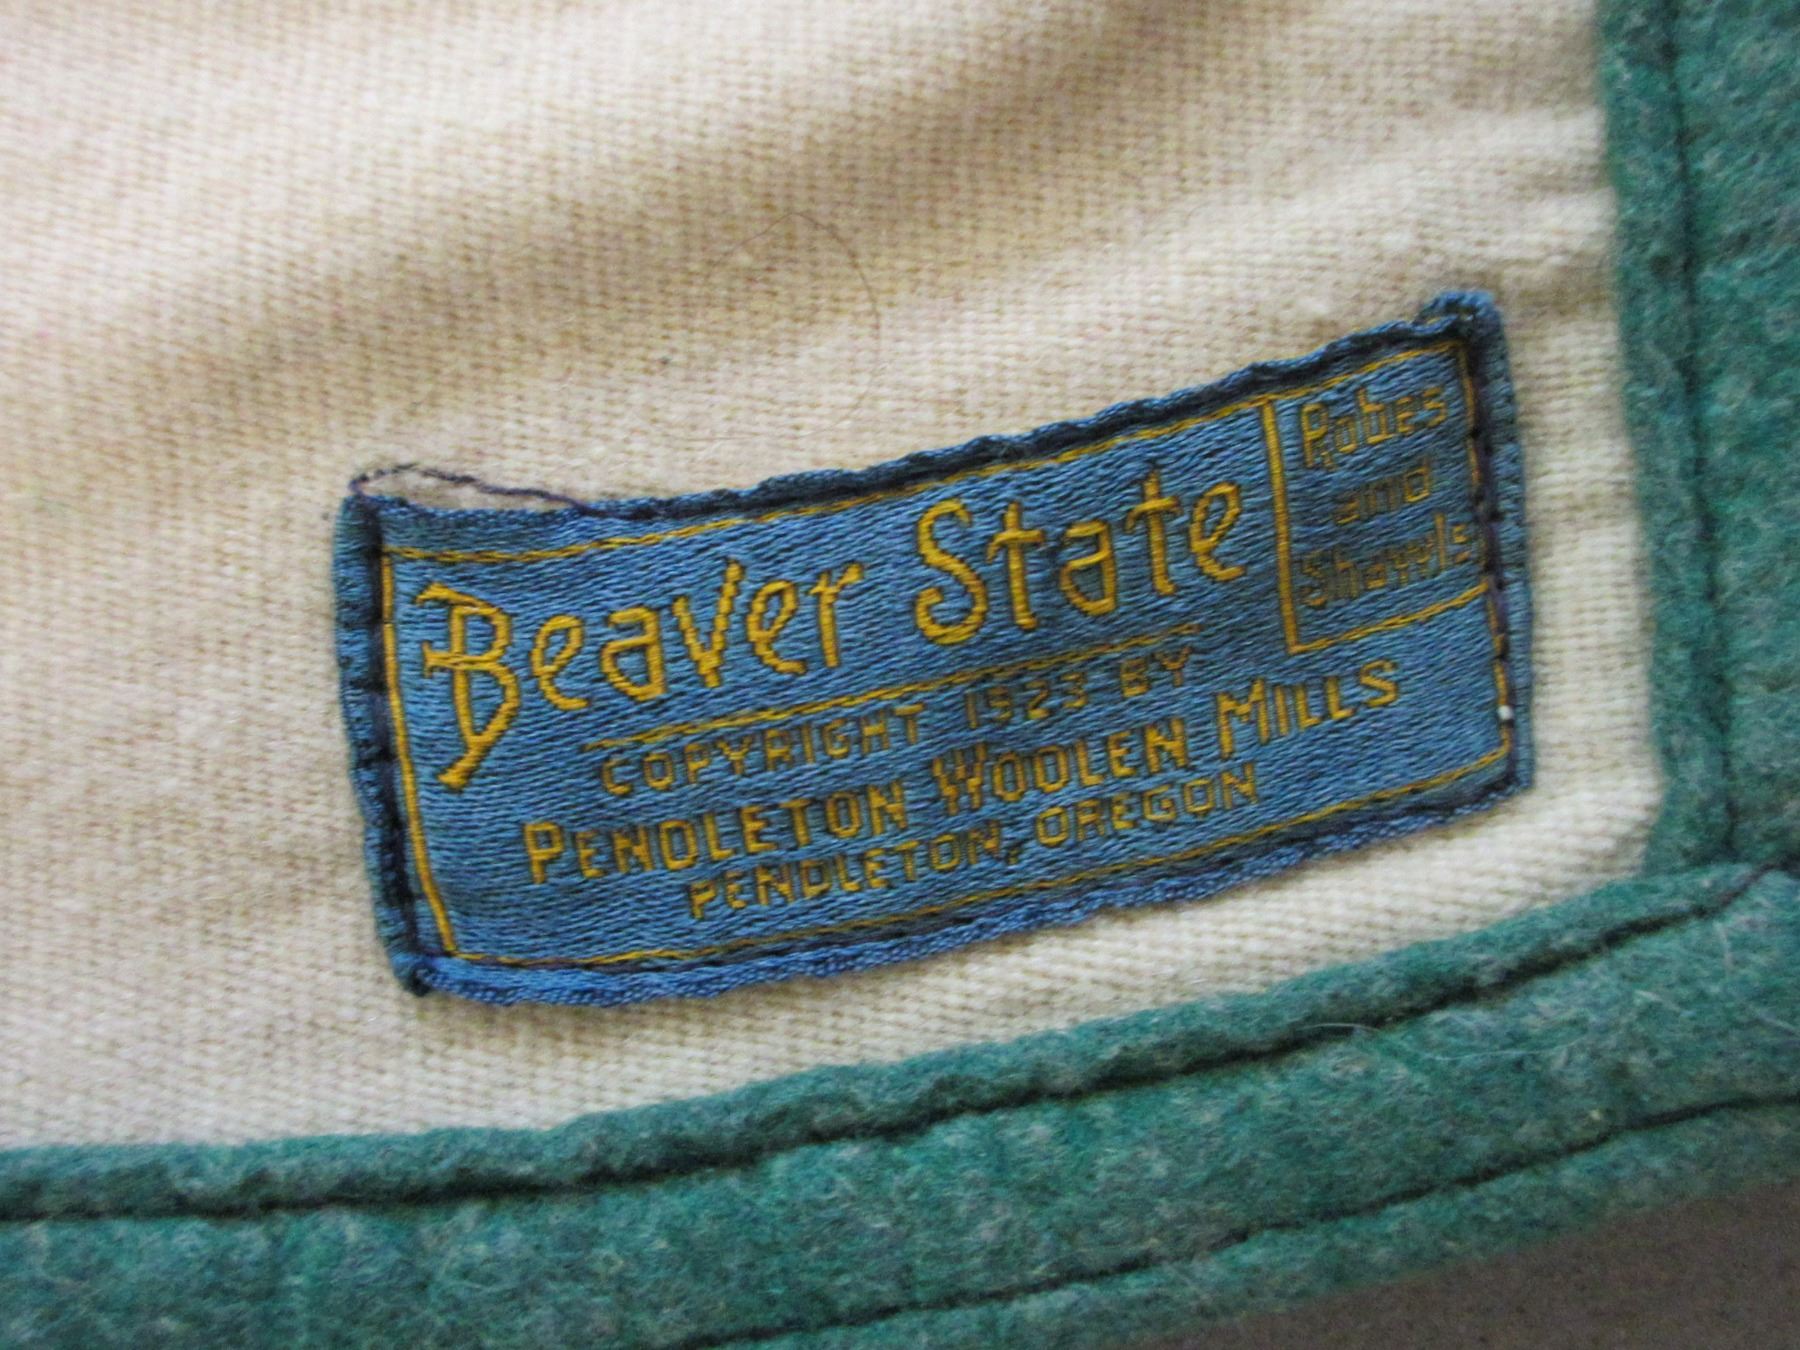 Beaver State
Robes
and
Shawls
COPYRIGHT 1923 BY
PENDLETON WOOLEN MILLS
PENDLETON, OREGON